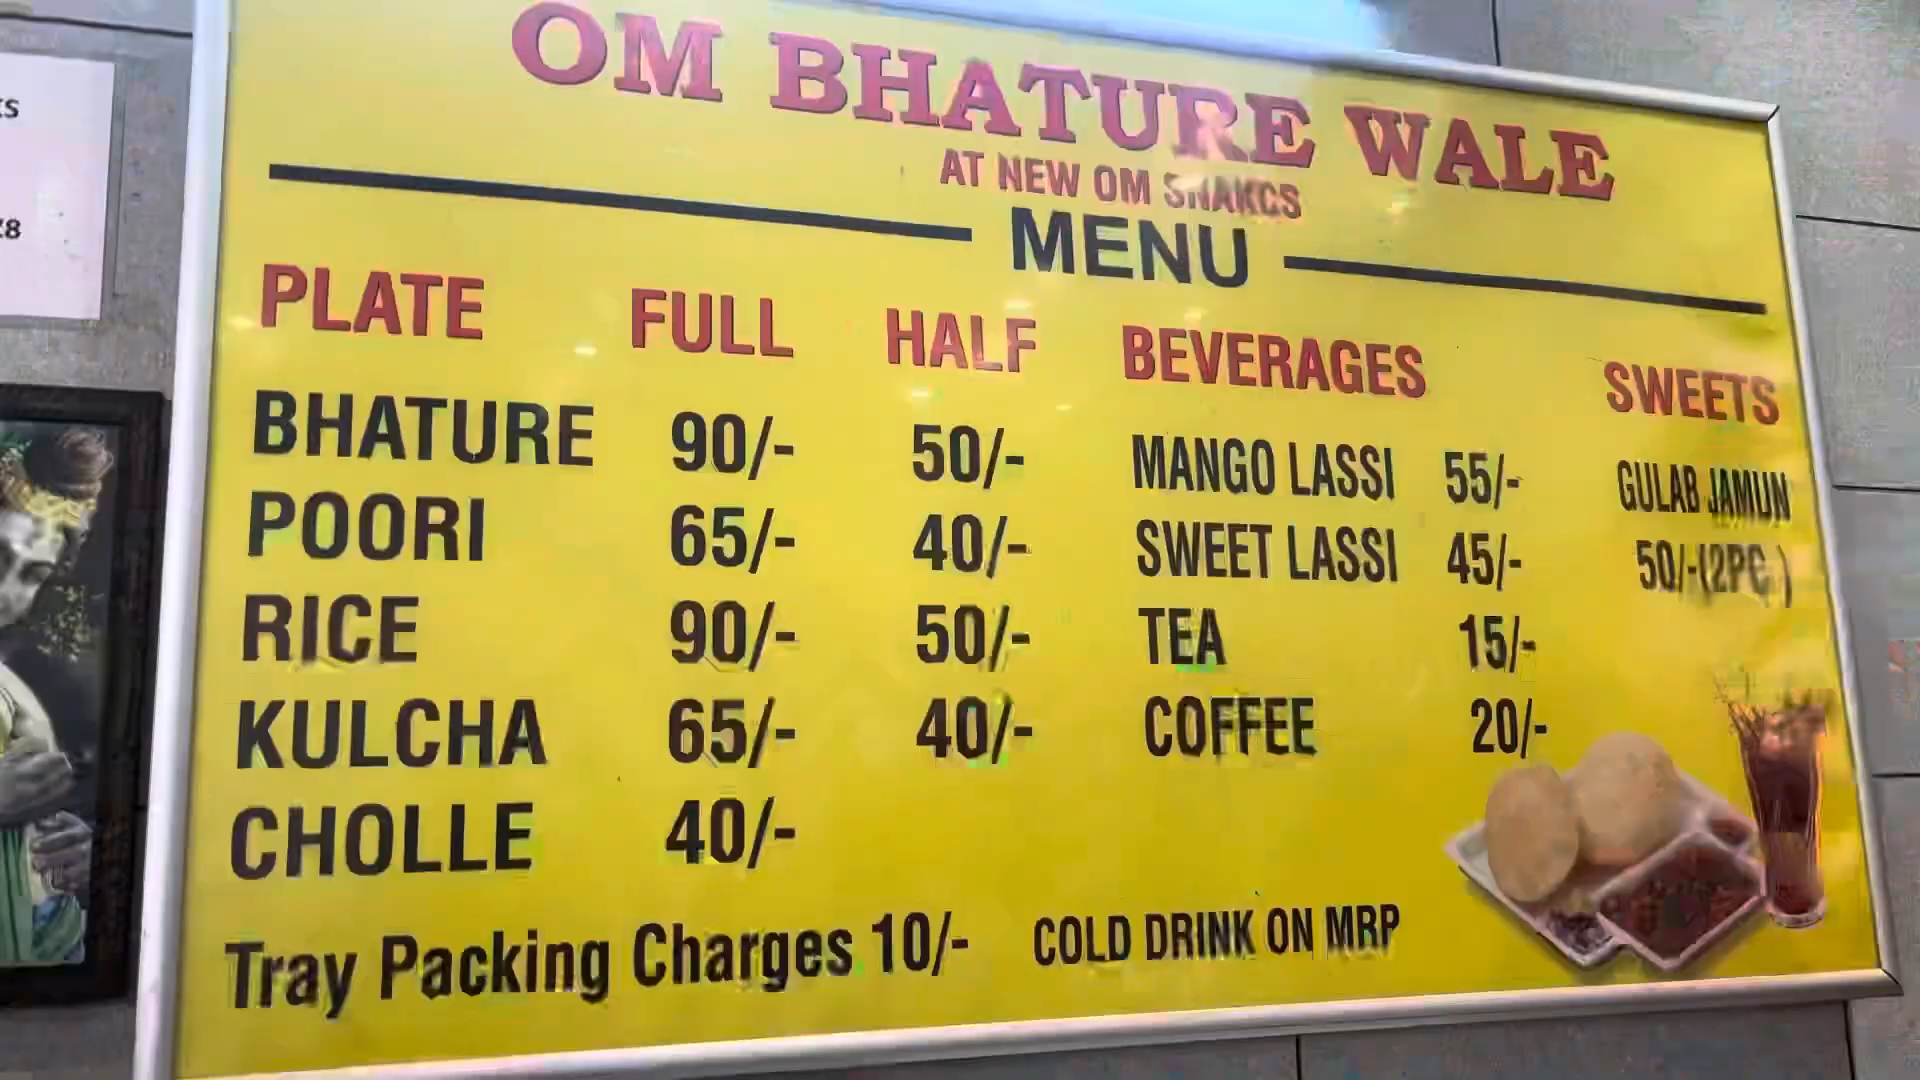 OM BHATURE WALE
AT NEW OM SNAKCS
MENU
PLATE FULL HALF BEVERAGES SWEETS
BHATURE 90/- 50/- MANGO LASSI 55/- GULAB JAMUN
POORI 65/- 40/- SWEET LASSI 45/- 50/-(2PC)
RICE 90/- 50/- TEA 15/-
KULCHA 65/- 40/- COFFEE 20/-
CHOLLE 40/-
Tray Packing Charges 10/- COLD DRINK ON MRP